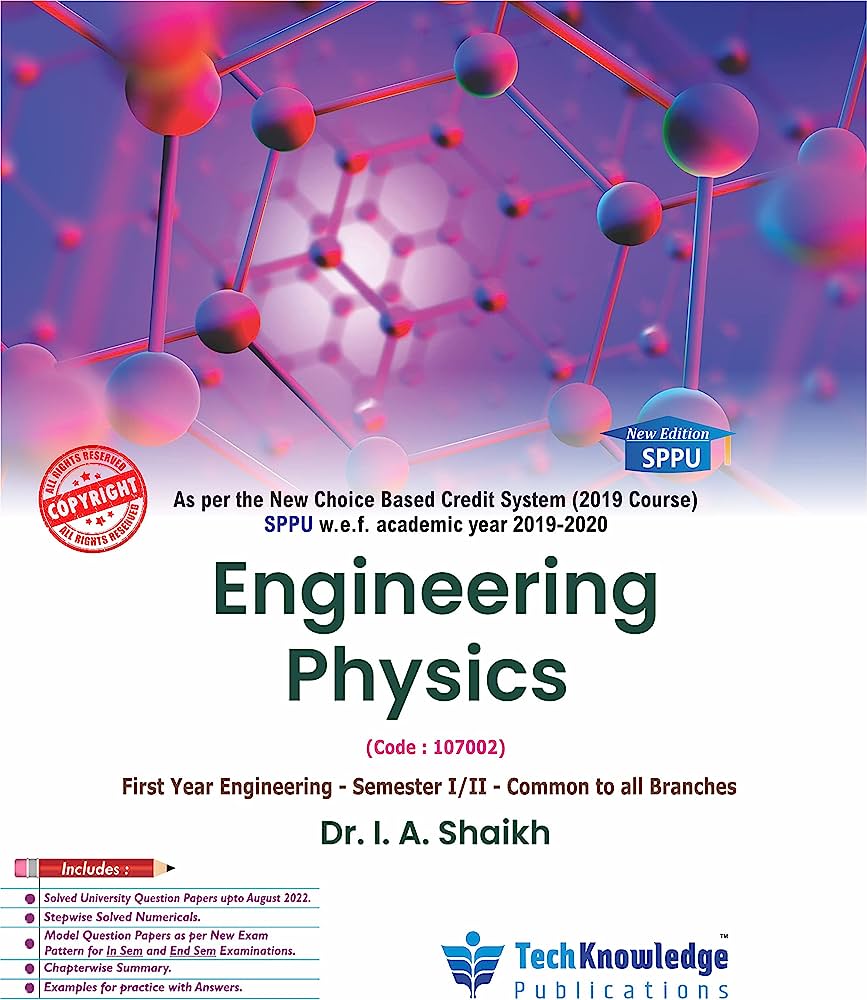 New Edition
SPPU
ALL RIGHTS RESERVED
COPYRIGHT
ALL RIGHTS RESERVED
As per the New Choice Based Credit System (2019 Course)
SPPU w.e.f. academic year 2019-2020
Engineering
Physics
(Code : 107002)
First Year Engineering - Semester I/II - Common to all Branches
Dr. I. A. Shaikh
Includes :
Solved University Question Papers upto August 2022.
Stepwise Solved Numericals.
Model Question Papers as per New Exam
Pattern for In Sem and End Sem Examinations.
Chapterwise Summary.
Examples for practice with Answers.
TechKnowledge™
Publications